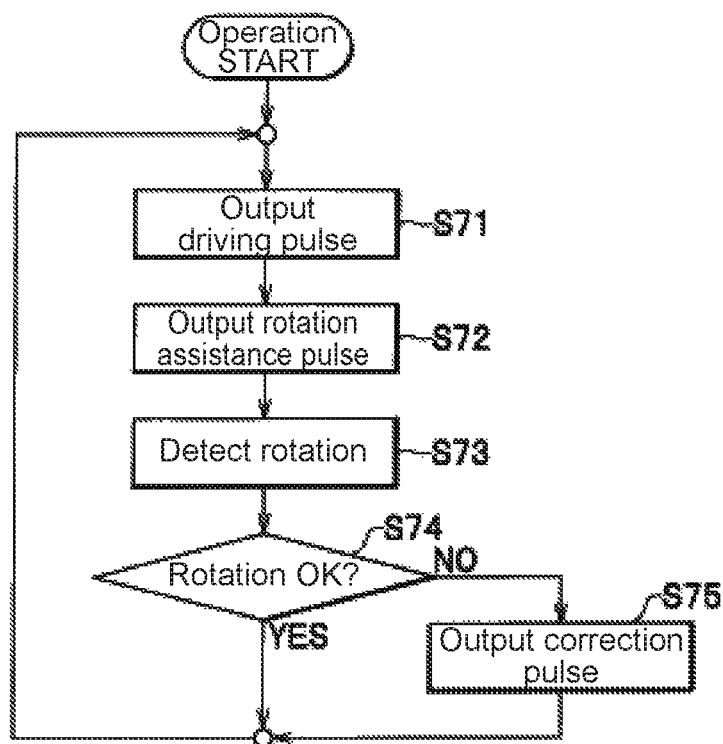 Operation
START
Output
driving pulse
S71
Output rotation
assistance pulse
S72
Detect rotation
S73
S74
Rotation OK?
NO
YES
S75
Output correction
pulse